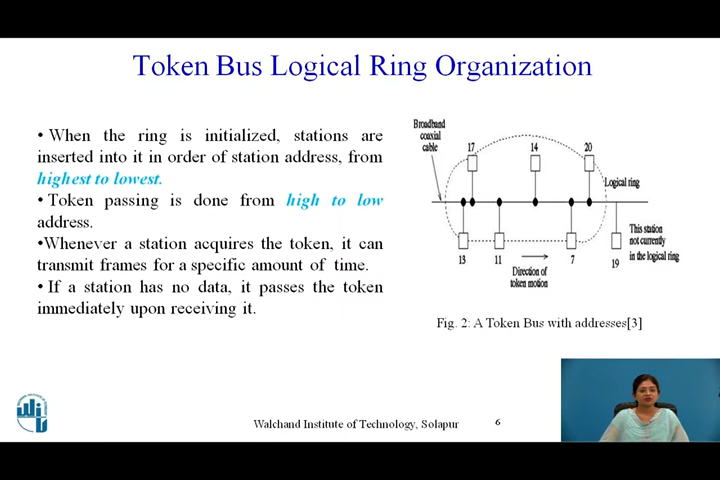 Token Bus Logical Ring Organization
• When the ring is initialized, stations are
inserted into it in order of station address, from
highest to lowest.
• Token passing is done from high to low
address.
•Whenever a station acquires the token, it can
transmit frames for a specific amount of time.
• If a station has no data, it passes the token
immediately upon receiving it.
Broadband
coaxial
cable
17
14
20
Logical ring
13
11
7
19
This station
not currently
in the logical ring
Direction of
token motion
Fig. 2: A Token Bus with addresses[3]
Walchand Institute of Technology, Solapur
6